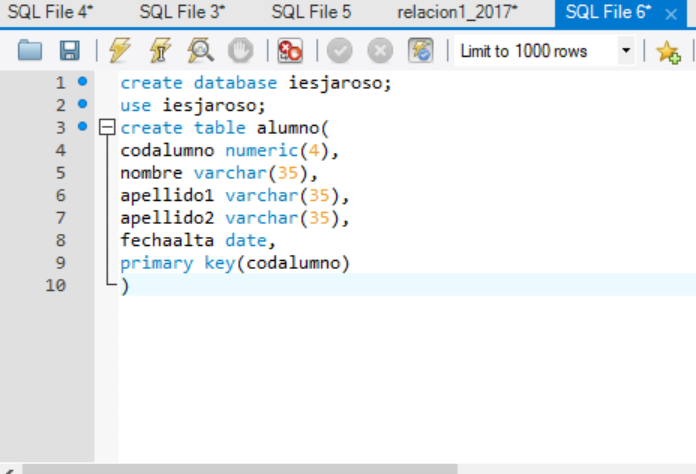 SQL File 4* SQL File 3* SQL File 5 relacion1_2017* SQL File 6*
Limit to 1000 rows
1 create database iesjaroso;
2 use iesjaroso;
3 create table alumno(
4 codalumno numeric(4),
5 nombre varchar(35),
6 apellido1 varchar(35),
7 apellido2 varchar(35),
8 fechaalta date,
9 primary key(codalumno)
10 )